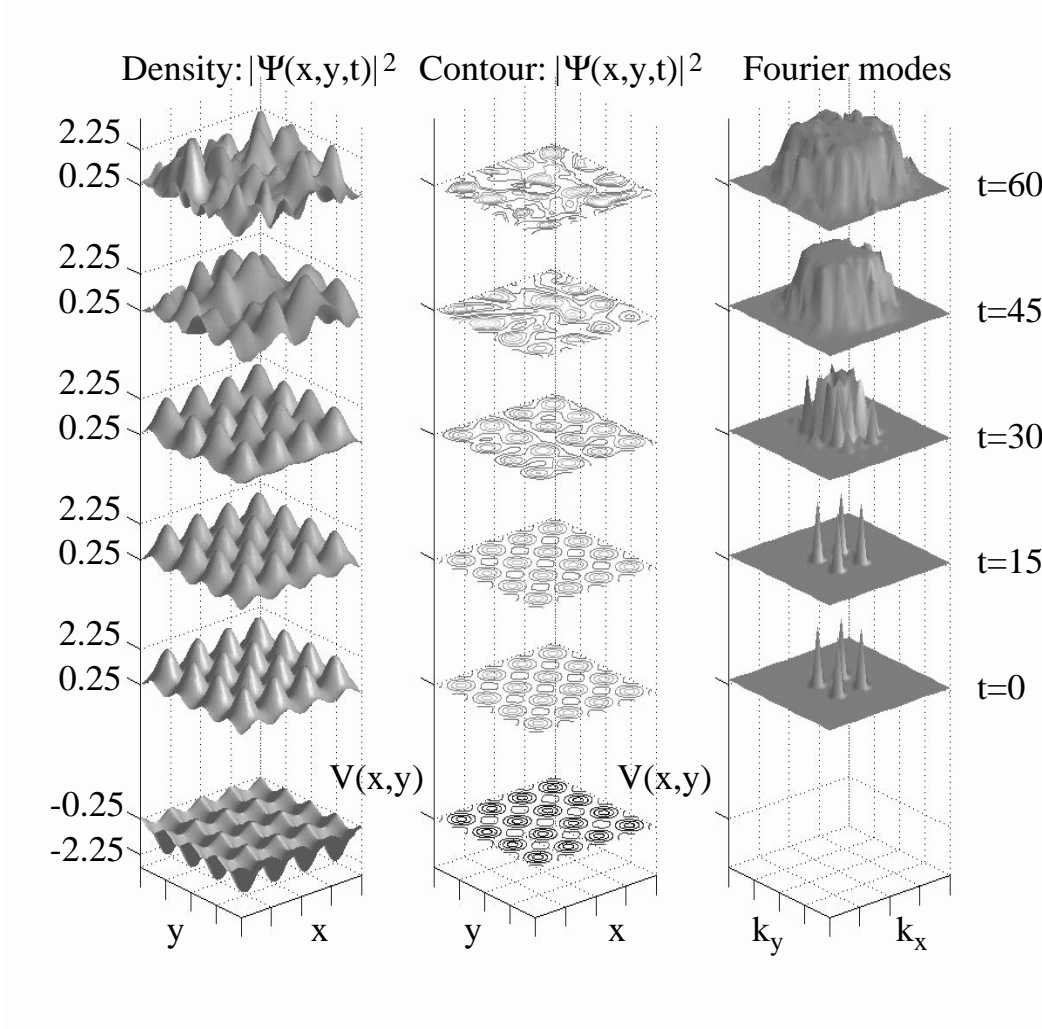 Density: |Ψ(x,y,t)|² Contour: |Ψ(x,y,t)|² Fourier modes
2.25
0.25
t=60
2.25
0.25
t=45
2.25
0.25
t=30
2.25
0.25
t=15
2.25
0.25
t=0
V(x,y) V(x,y)
-0.25
-2.25
y x y x k_y k_x